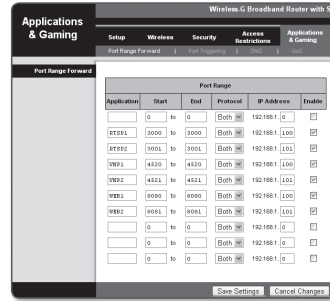 Wireless-G Broadband Router with S
Applications
& Gaming
Setup Wireless Security Access Restrictions Applications & Gaming
Port Range Forward | Port Triggering | DMZ | QoS
Port Range Forward
Port Range
Application Start End Protocol IP Address Enable
0 to 0 Both 192.168.1. 0
RTSP1 3000 to 3000 Both 192.168.1. 100
RTSP2 3001 to 3001 Both 192.168.1. 101
VNP1 4520 to 4520 Both 192.168.1. 100
VNP2 4521 to 4521 Both 192.168.1. 101
WEB1 8080 to 8080 Both 192.168.1. 100
WEB2 8081 to 8081 Both 192.168.1. 101
0 to 0 Both 192.168.1. 0
0 to 0 Both 192.168.1. 0
0 to 0 Both 192.168.1. 0
Save Settings Cancel Changes